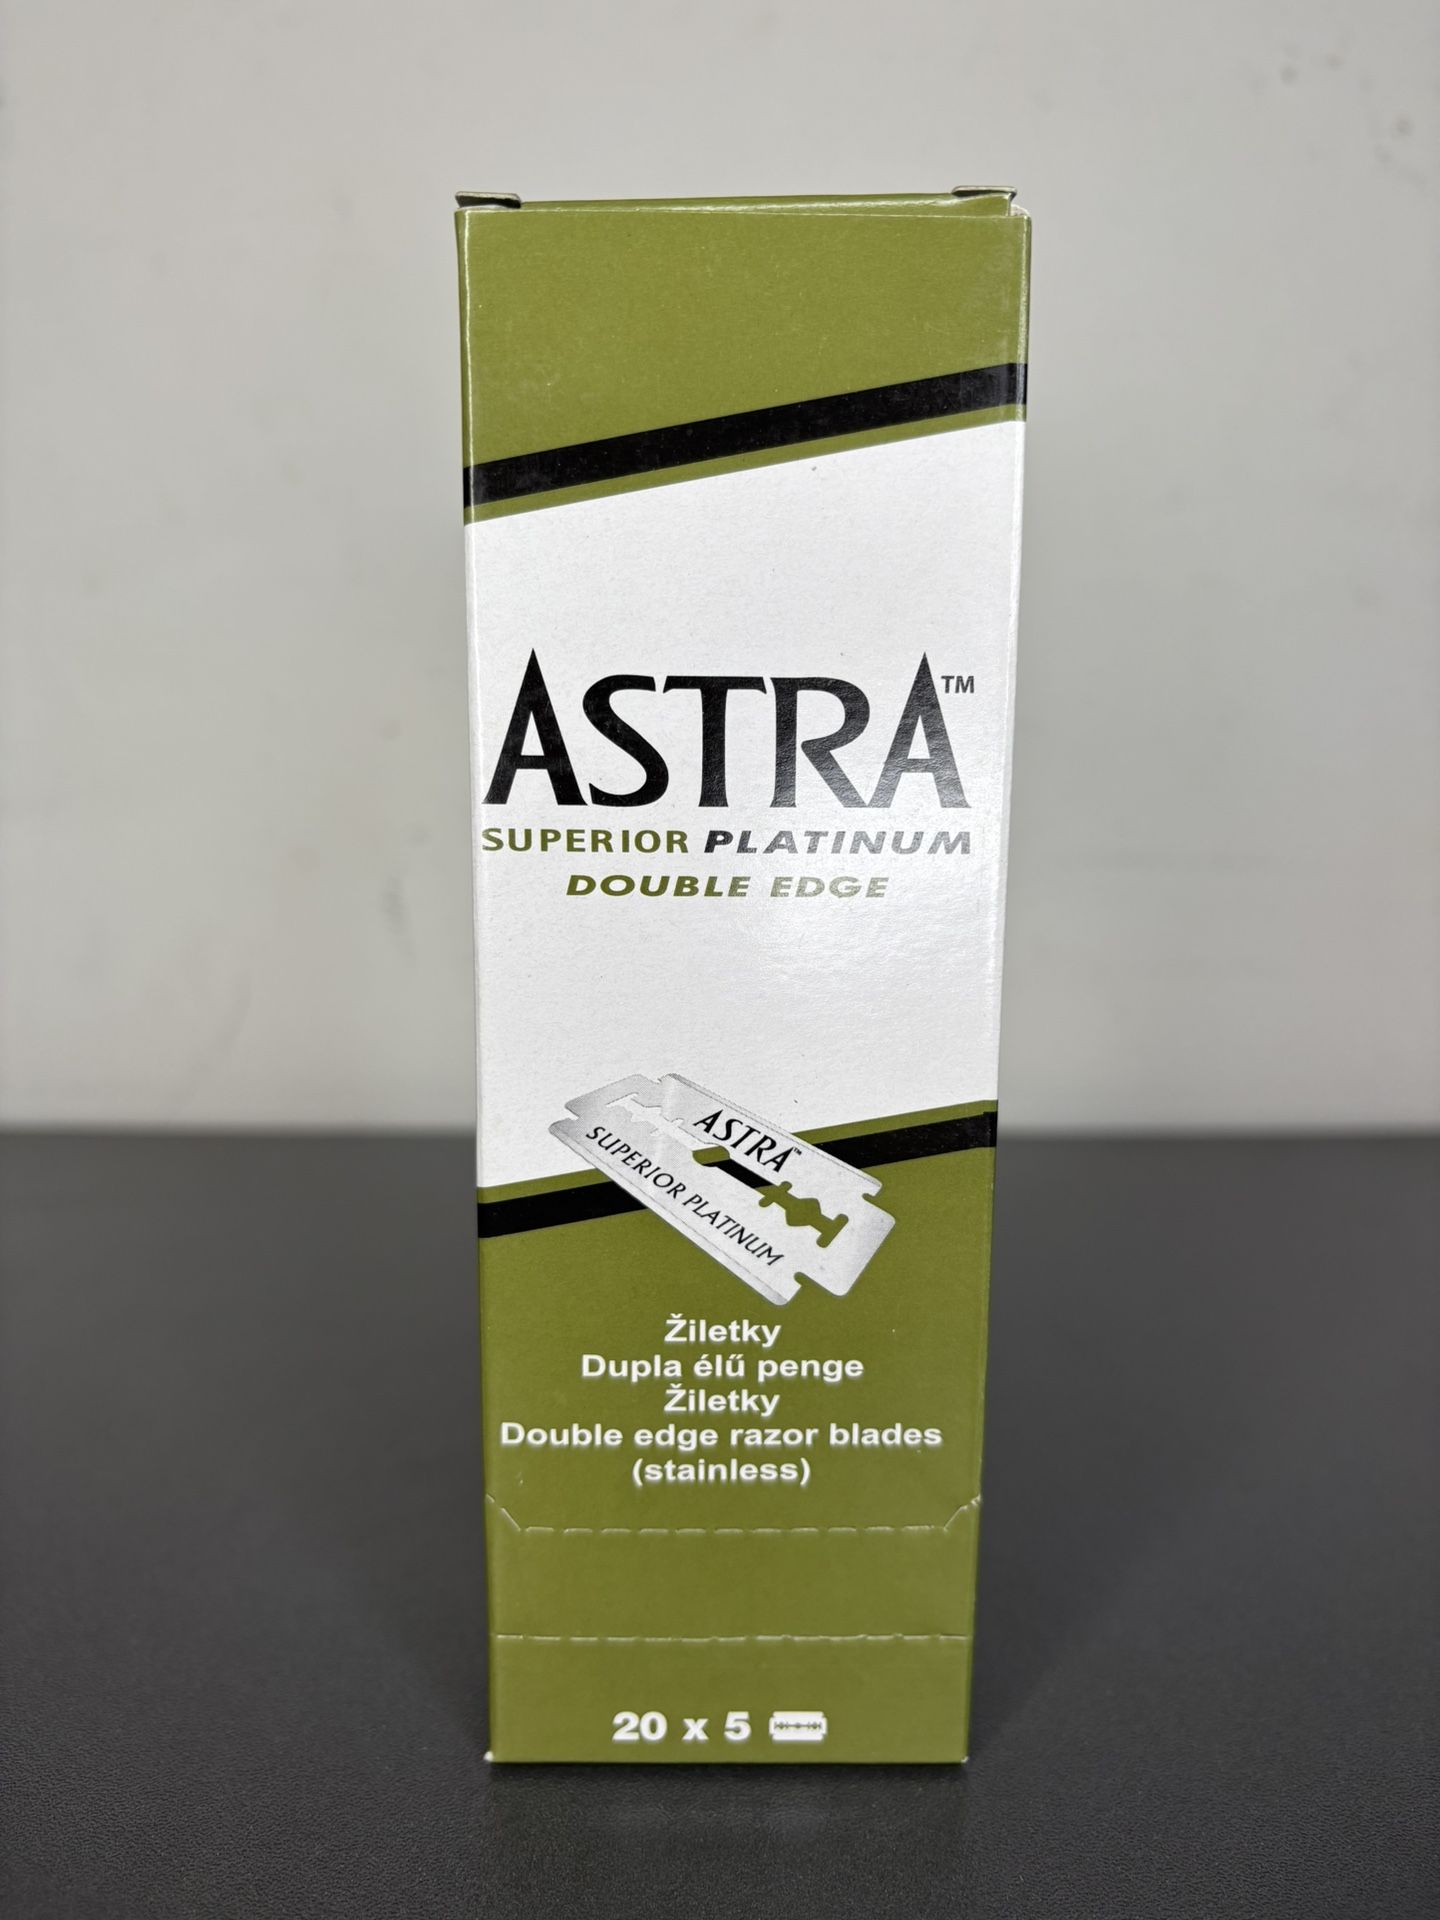 ASTRA™
SUPERIOR PLATINUM
DOUBLE EDGE
ASTRA™
SUPERIOR PLATINUM
Žiletky
Dupla élű penge
Žiletky
Double edge razor blades
(stainless)
20 x 5